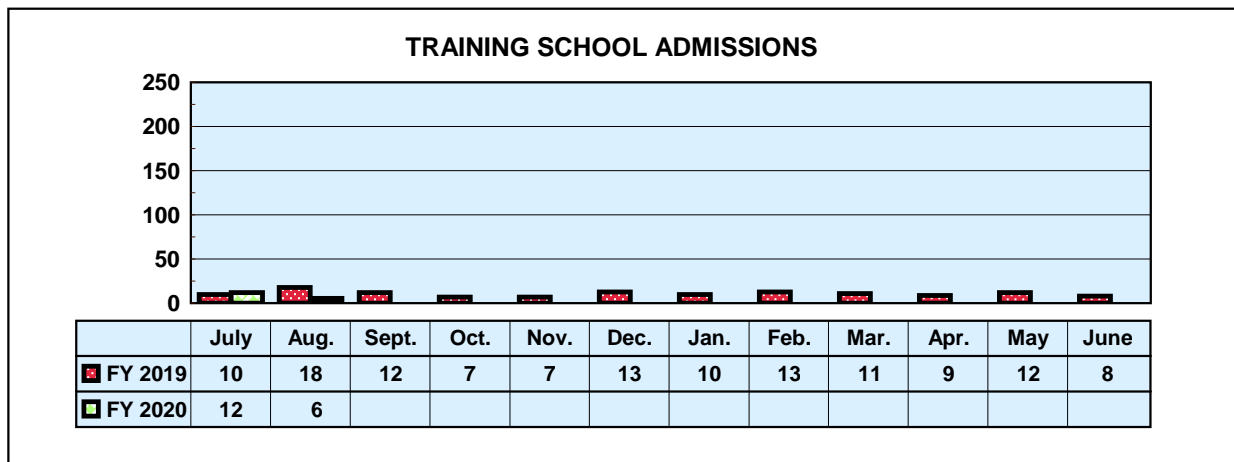 TRAINING SCHOOL ADMISSIONS
250
200
150
100
50
0
July Aug. Sept. Oct. Nov. Dec. Jan. Feb. Mar. Apr. May June
FY 2019 10 18 12 7 7 13 10 13 11 9 12 8
FY 2020 12 6